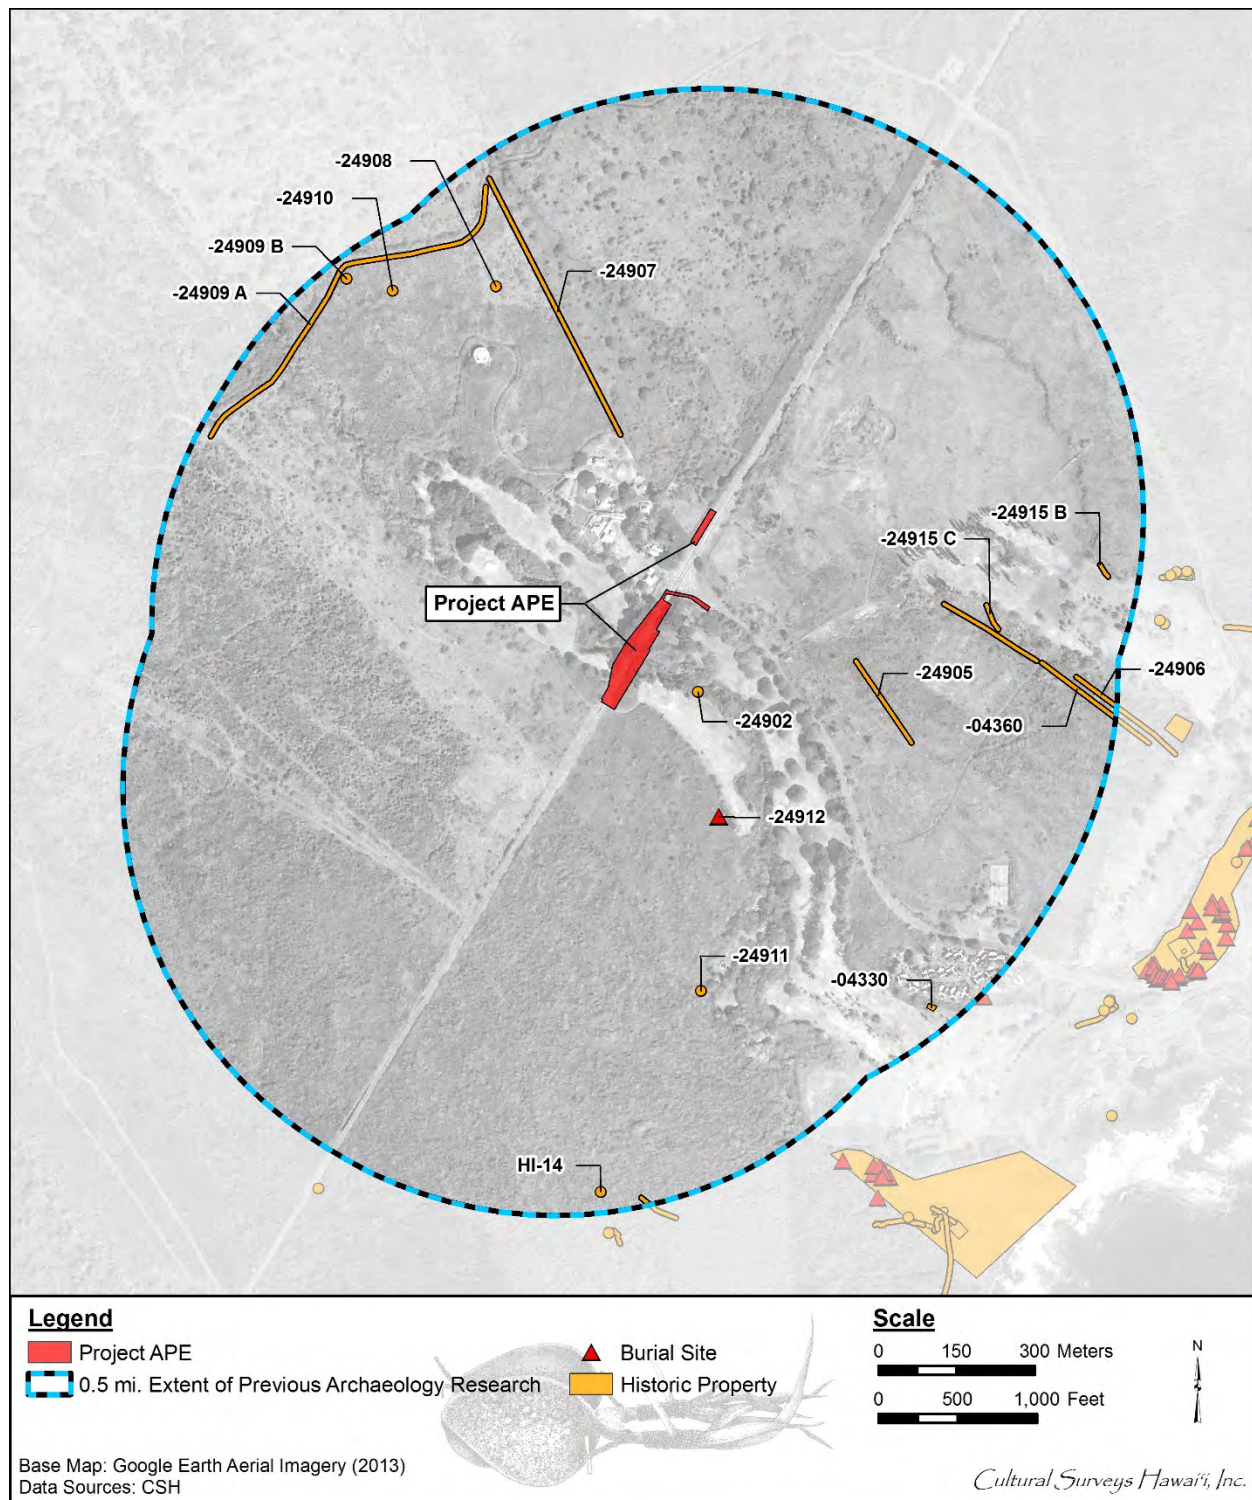 -24908
-24910
-24909 B
-24909 A
-24907
-24915 B
-24915 C
Project APE
-24905
-24906
-24902
-04360
-24912
-24911
-04330
HI-14
Legend
Project APE
0.5 mi. Extent of Previous Archaeology Research
Burial Site
Historic Property
Scale
0 150 300 Meters
0 500 1,000 Feet
N
Base Map: Google Earth Aerial Imagery (2013)
Data Sources: CSH
Cultural Surveys Hawai‘i, Inc.